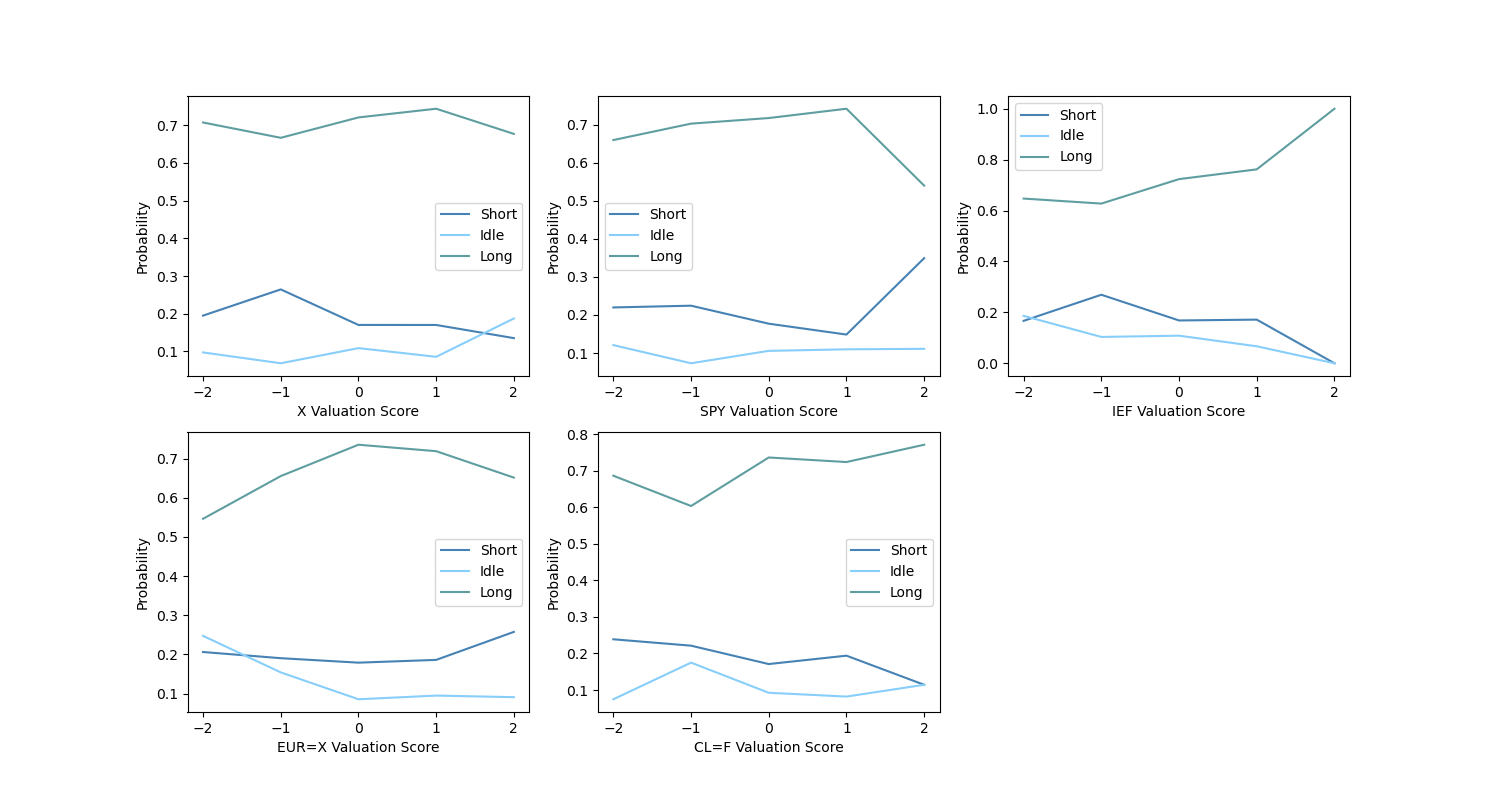 0.7
0.6
0.5
0.4
0.3
0.2
0.1
Probability
Short
Idle
Long
−2 −1 0 1 2
X Valuation Score
0.7
0.6
0.5
0.4
0.3
0.2
0.1
Probability
Short
Idle
Long
−2 −1 0 1 2
SPY Valuation Score
1.0
0.8
0.6
0.4
0.2
0.0
Probability
Short
Idle
Long
−2 −1 0 1 2
IEF Valuation Score
0.7
0.6
0.5
0.4
0.3
0.2
0.1
Probability
Short
Idle
Long
−2 −1 0 1 2
EUR=X Valuation Score
0.8
0.7
0.6
0.5
0.4
0.3
0.2
0.1
Probability
Short
Idle
Long
−2 −1 0 1 2
CL=F Valuation Score